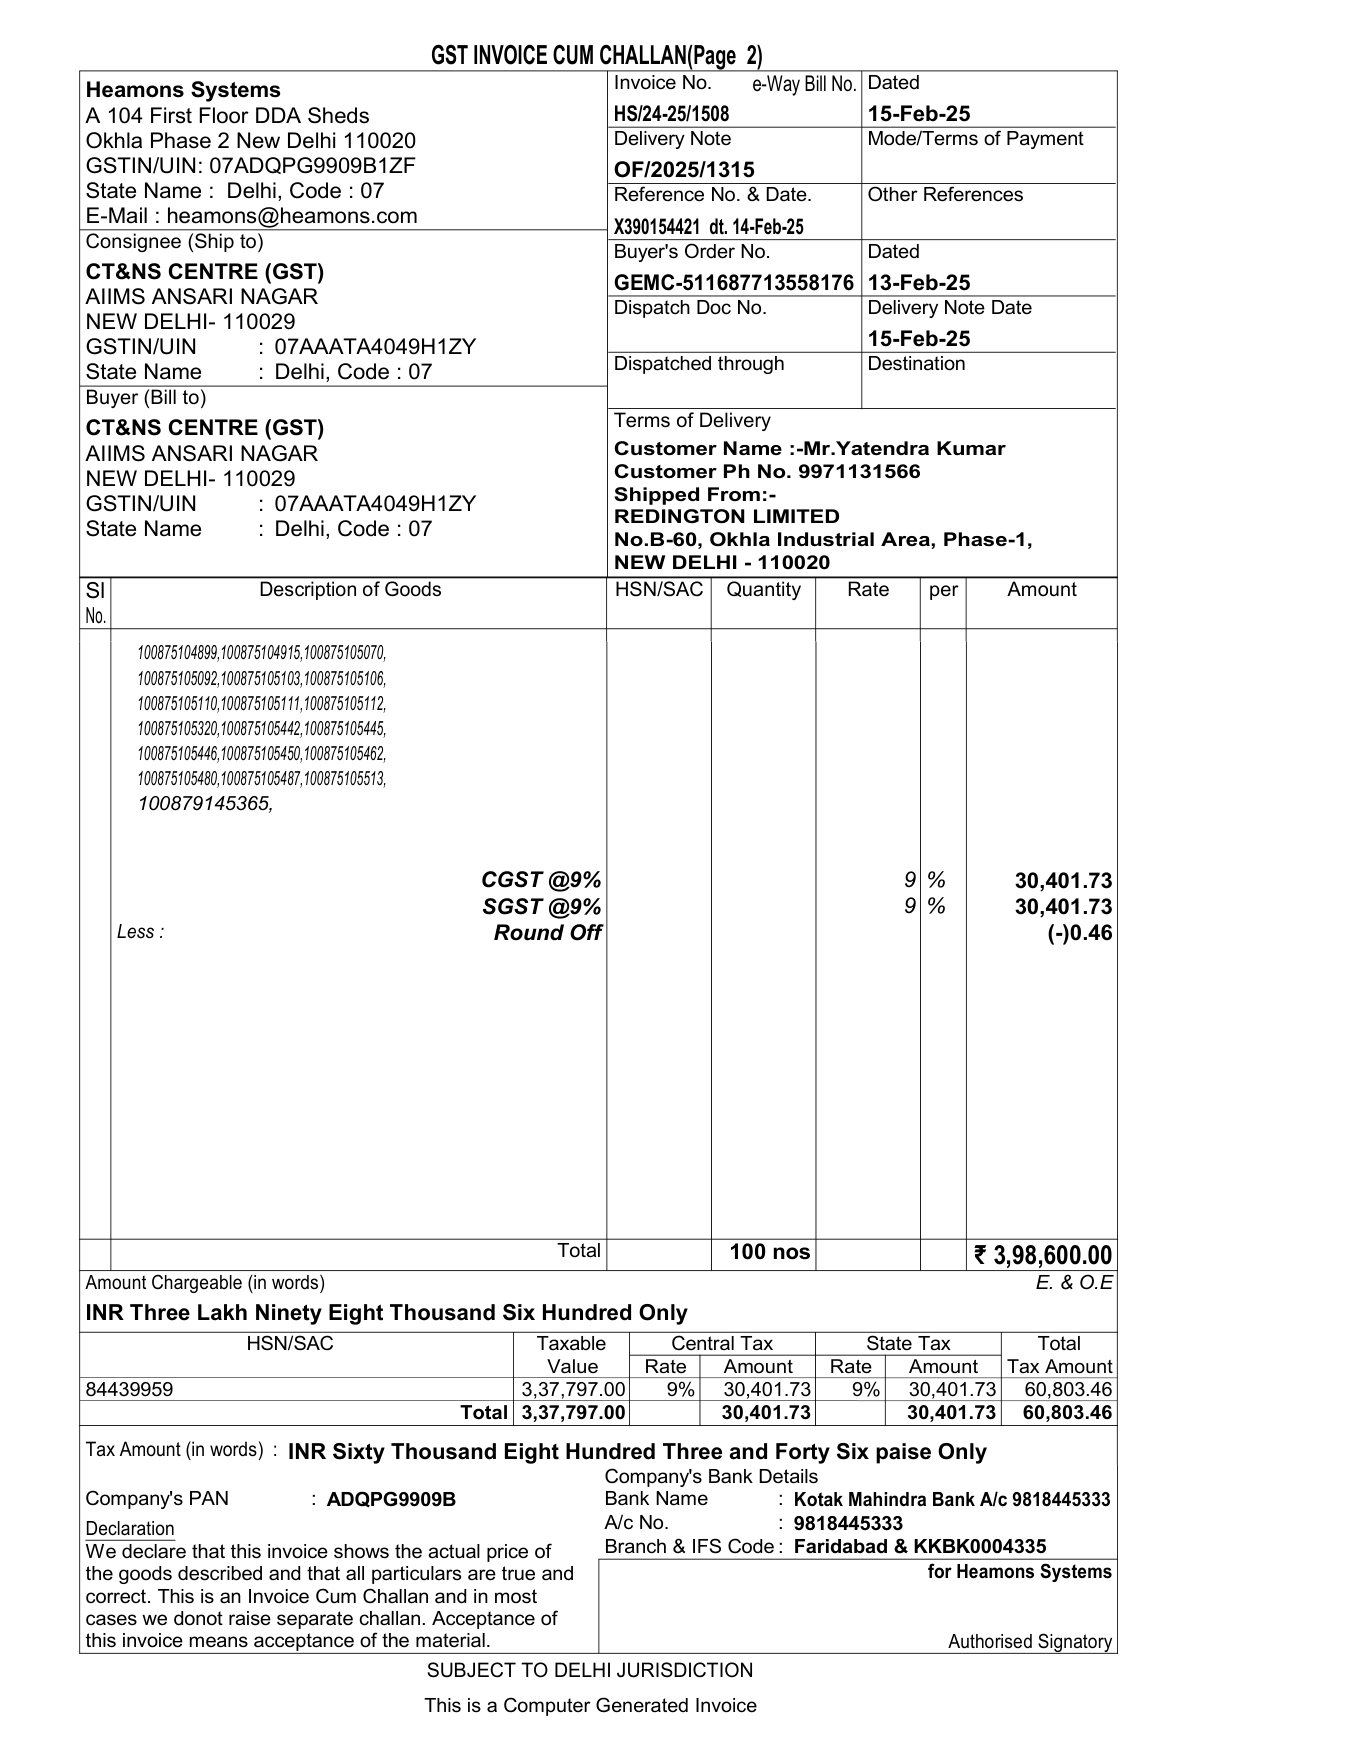 GST INVOICE CUM CHALLAN(Page 2)
Heamons Systems
A 104 First Floor DDA Sheds
Okhla Phase 2 New Delhi 110020
GSTIN/UIN: 07ADQPG9909B1ZF
State Name : Delhi, Code : 07
E-Mail : heamons@heamons.com
Consignee (Ship to)
CT&NS CENTRE (GST)
AIIMS ANSARI NAGAR
NEW DELHI- 110029
GSTIN/UIN : 07AAATA4049H1ZY
State Name : Delhi, Code : 07
Buyer (Bill to)
CT&NS CENTRE (GST)
AIIMS ANSARI NAGAR
NEW DELHI- 110029
GSTIN/UIN : 07AAATA4049H1ZY
State Name : Delhi, Code : 07
Invoice No. e-Way Bill No. Dated
HS/24-25/1508 15-Feb-25
Delivery Note Mode/Terms of Payment
OF/2025/1315
Reference No. & Date. Other References
X390154421 dt. 14-Feb-25
Buyer's Order No. Dated
GEMC-511687713558176 13-Feb-25
Dispatch Doc No. Delivery Note Date
15-Feb-25
Dispatched through Destination
Terms of Delivery
Customer Name :-Mr.Yatendra Kumar
Customer Ph No. 9971131566
Shipped From:-
REDINGTON LIMITED
No.B-60, Okhla Industrial Area, Phase-1,
NEW DELHI - 110020
SI Description of Goods HSN/SAC Quantity Rate per Amount
No.
100875104899,100875104915,100875105070,
100875105092,100875105103,100875105106,
100875105110,100875105111,100875105112,
100875105320,100875105442,100875105445,
100875105446,100875105450,100875105462,
100875105480,100875105487,100875105513,
100879145365,
CGST @9% 9 % 30,401.73
SGST @9% 9 % 30,401.73
Less : Round Off (-)0.46
Total 100 nos ₹ 3,98,600.00
Amount Chargeable (in words) E. & O.E
INR Three Lakh Ninety Eight Thousand Six Hundred Only
HSN/SAC Taxable Central Tax State Tax Total
Value Rate Amount Rate Amount Tax Amount
84439959 3,37,797.00 9% 30,401.73 9% 30,401.73 60,803.46
Total 3,37,797.00 30,401.73 30,401.73 60,803.46
Tax Amount (in words) : INR Sixty Thousand Eight Hundred Three and Forty Six paise Only
Company's Bank Details
Company's PAN : ADQPG9909B Bank Name : Kotak Mahindra Bank A/c 9818445333
A/c No. : 9818445333
Branch & IFS Code : Faridabad & KKBK0004335
Declaration
We declare that this invoice shows the actual price of
the goods described and that all particulars are true and
correct. This is an Invoice Cum Challan and in most
cases we donot raise separate challan. Acceptance of
this invoice means acceptance of the material.
for Heamons Systems
Authorised Signatory
SUBJECT TO DELHI JURISDICTION
This is a Computer Generated Invoice